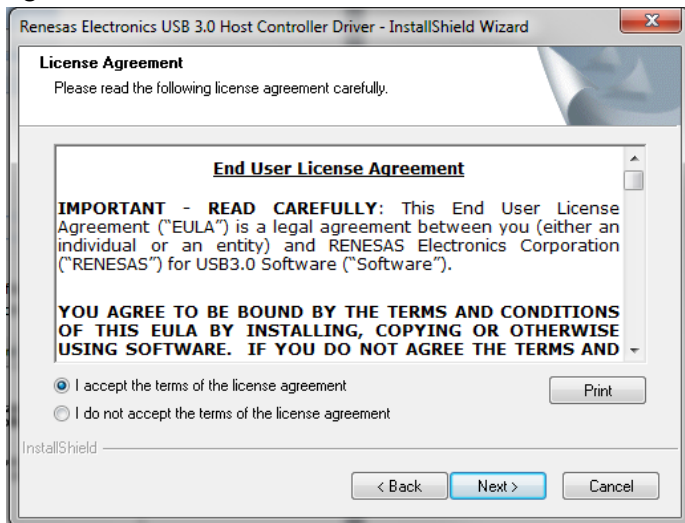 Renesas Electronics USB 3.0 Host Controller Driver - InstallShield Wizard
License Agreement
Please read the following license agreement carefully.
End User License Agreement
IMPORTANT - READ CAREFULLY: This End User License
Agreement ("EULA") is a legal agreement between you (either an
individual or an entity) and RENESAS Electronics Corporation
("RENESAS") for USB3.0 Software ("Software").
YOU AGREE TO BE BOUND BY THE TERMS AND CONDITIONS
OF THIS EULA BY INSTALLING, COPYING OR OTHERWISE
USING SOFTWARE. IF YOU DO NOT AGREE THE TERMS AND
I accept the terms of the license agreement
Print
I do not accept the terms of the license agreement
InstallShield
< Back
Next >
Cancel